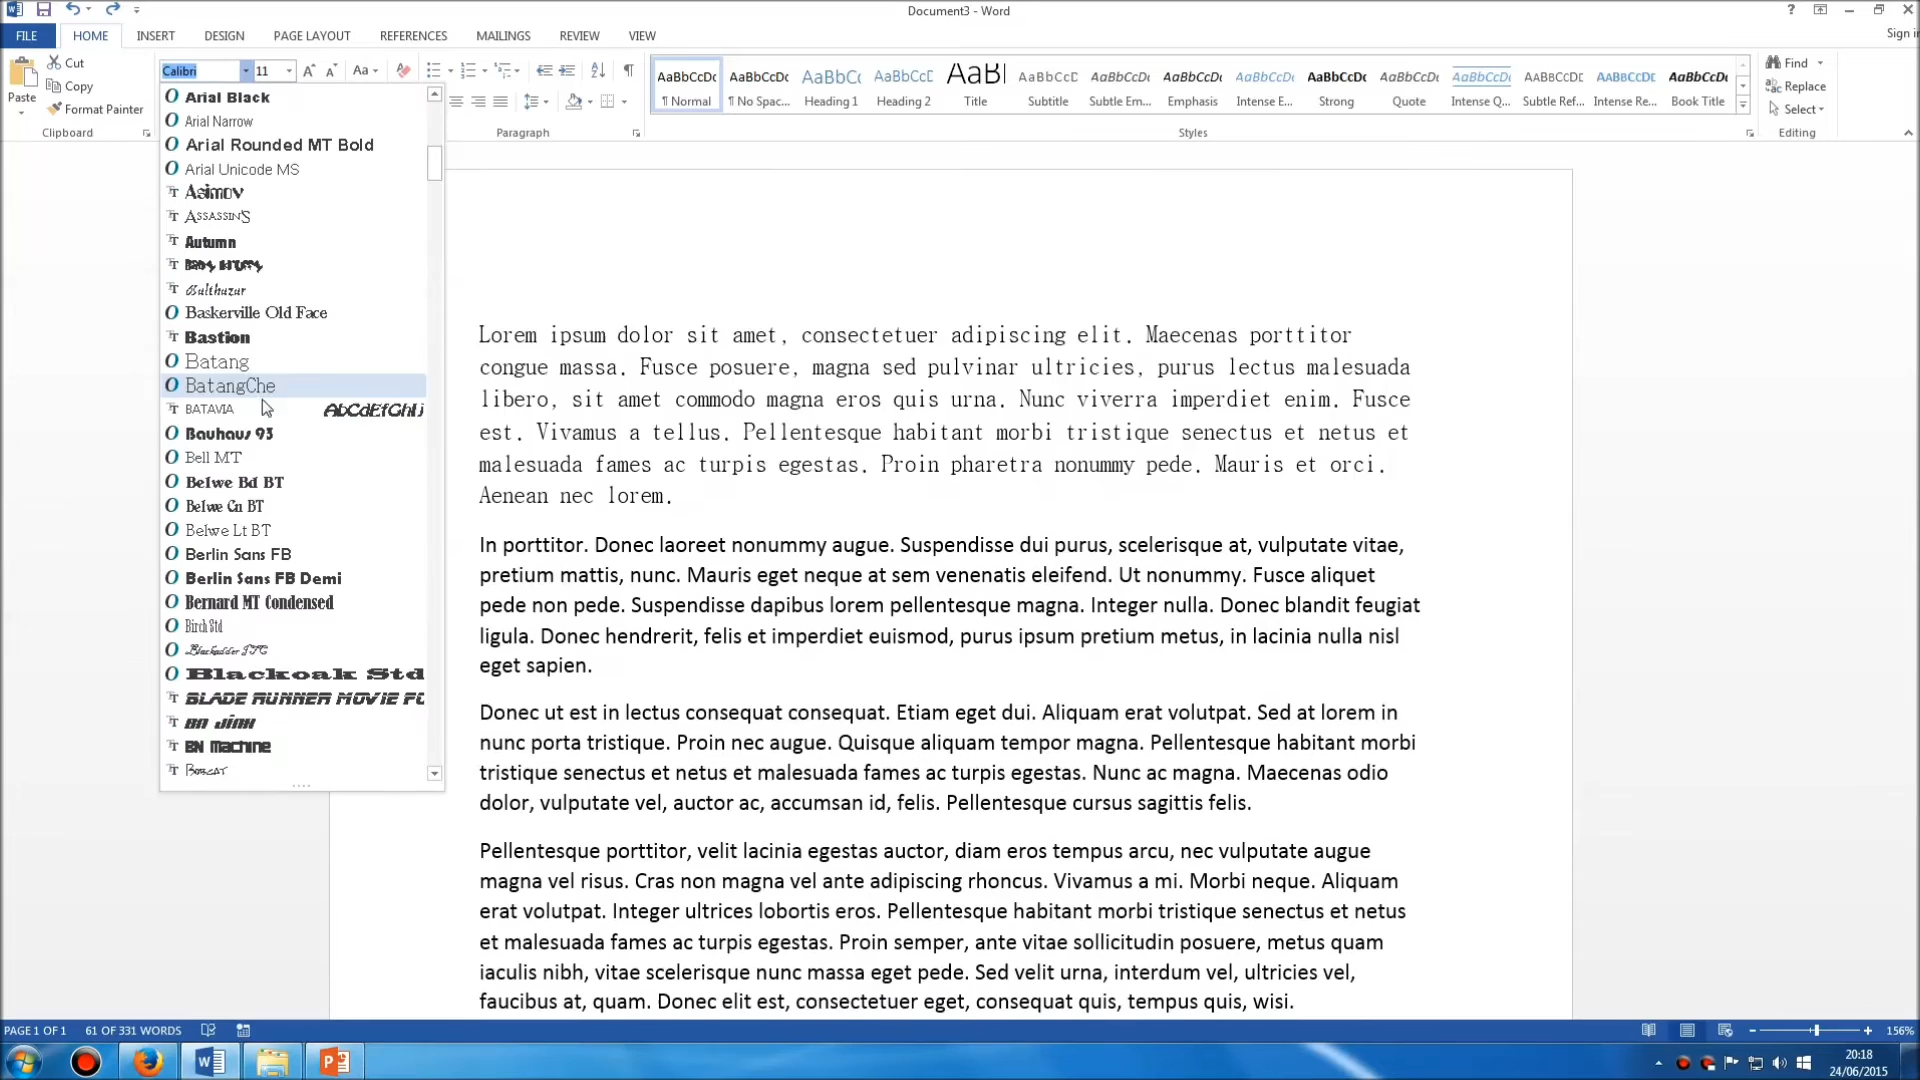 Document3 - Word
Sign in
FILE
HOME
INSERT
DESIGN
PAGE LAYOUT
REFERENCES
MAILINGS
REVIEW
VIEW
Paste
Cut
Copy
Format Painter
Clipboard
Calibri
11
Aa
Paragraph
AaBbCcDc
AaBbCcDc
AaBbCc
AaBbCcD
AaB
AaBbCcD
AaBbCcDc
AaBbCcDc
AaBbCcDc
AaBbCcDc
AaBbCcDc
AaBbCcDc
AABBCCDC
AABBCCDC
AaBbCcDc
¶ Normal
¶ No Spac...
Heading 1
Heading 2
Title
Subtitle
Subtle Em...
Emphasis
Intense E...
Strong
Quote
Intense Q...
Subtle Ref...
Intense Re...
Book Title
Styles
Find
Replace
Select
Editing
Arial Black
Arial Narrow
Arial Rounded MT Bold
Arial Unicode MS
Asimov
ASSASSIN'S
Autumn
Balthazar
Baskerville Old Face
Bastion
Batang
BatangChe
BATAVIA AbCdEfGhIj
Bauhaus 93
Bell MT
Belwe Bd BT
Belwe Cn BT
Belwe Lt BT
Berlin Sans FB
Berlin Sans FB Demi
Bernard MT Condensed
Birch Std
Blackadder ITC
Blackoak Std
BLADE RUNNER MOVIE FO
BN Jinx
BN Machine
Bobcat
Lorem ipsum dolor sit amet, consectetuer adipiscing elit. Maecenas porttitor
congue massa. Fusce posuere, magna sed pulvinar ultricies, purus lectus malesuada
libero, sit amet commodo magna eros quis urna. Nunc viverra imperdiet enim. Fusce
est. Vivamus a tellus. Pellentesque habitant morbi tristique senectus et netus et
malesuada fames ac turpis egestas. Proin pharetra nonummy pede. Mauris et orci.
Aenean nec lorem.
In porttitor. Donec laoreet nonummy augue. Suspendisse dui purus, scelerisque at, vulputate vitae,
pretium mattis, nunc. Mauris eget neque at sem venenatis eleifend. Ut nonummy. Fusce aliquet
pede non pede. Suspendisse dapibus lorem pellentesque magna. Integer nulla. Donec blandit feugiat
ligula. Donec hendrerit, felis et imperdiet euismod, purus ipsum pretium metus, in lacinia nulla nisl
eget sapien.
Donec ut est in lectus consequat consequat. Etiam eget dui. Aliquam erat volutpat. Sed at lorem in
nunc porta tristique. Proin nec augue. Quisque aliquam tempor magna. Pellentesque habitant morbi
tristique senectus et netus et malesuada fames ac turpis egestas. Nunc ac magna. Maecenas odio
dolor, vulputate vel, auctor ac, accumsan id, felis. Pellentesque cursus sagittis felis.
Pellentesque porttitor, velit lacinia egestas auctor, diam eros tempus arcu, nec vulputate augue
magna vel risus. Cras non magna vel ante adipiscing rhoncus. Vivamus a mi. Morbi neque. Aliquam
erat volutpat. Integer ultrices lobortis eros. Pellentesque habitant morbi tristique senectus et netus
et malesuada fames ac turpis egestas. Proin semper, ante vitae sollicitudin posuere, metus quam
iaculis nibh, vitae scelerisque nunc massa eget pede. Sed velit urna, interdum vel, ultricies vel,
faucibus at, quam. Donec elit est, consectetuer eget, consequat quis, tempus quis, wisi.
PAGE 1 OF 1
61 OF 331 WORDS
156%
20:18
24/06/2015